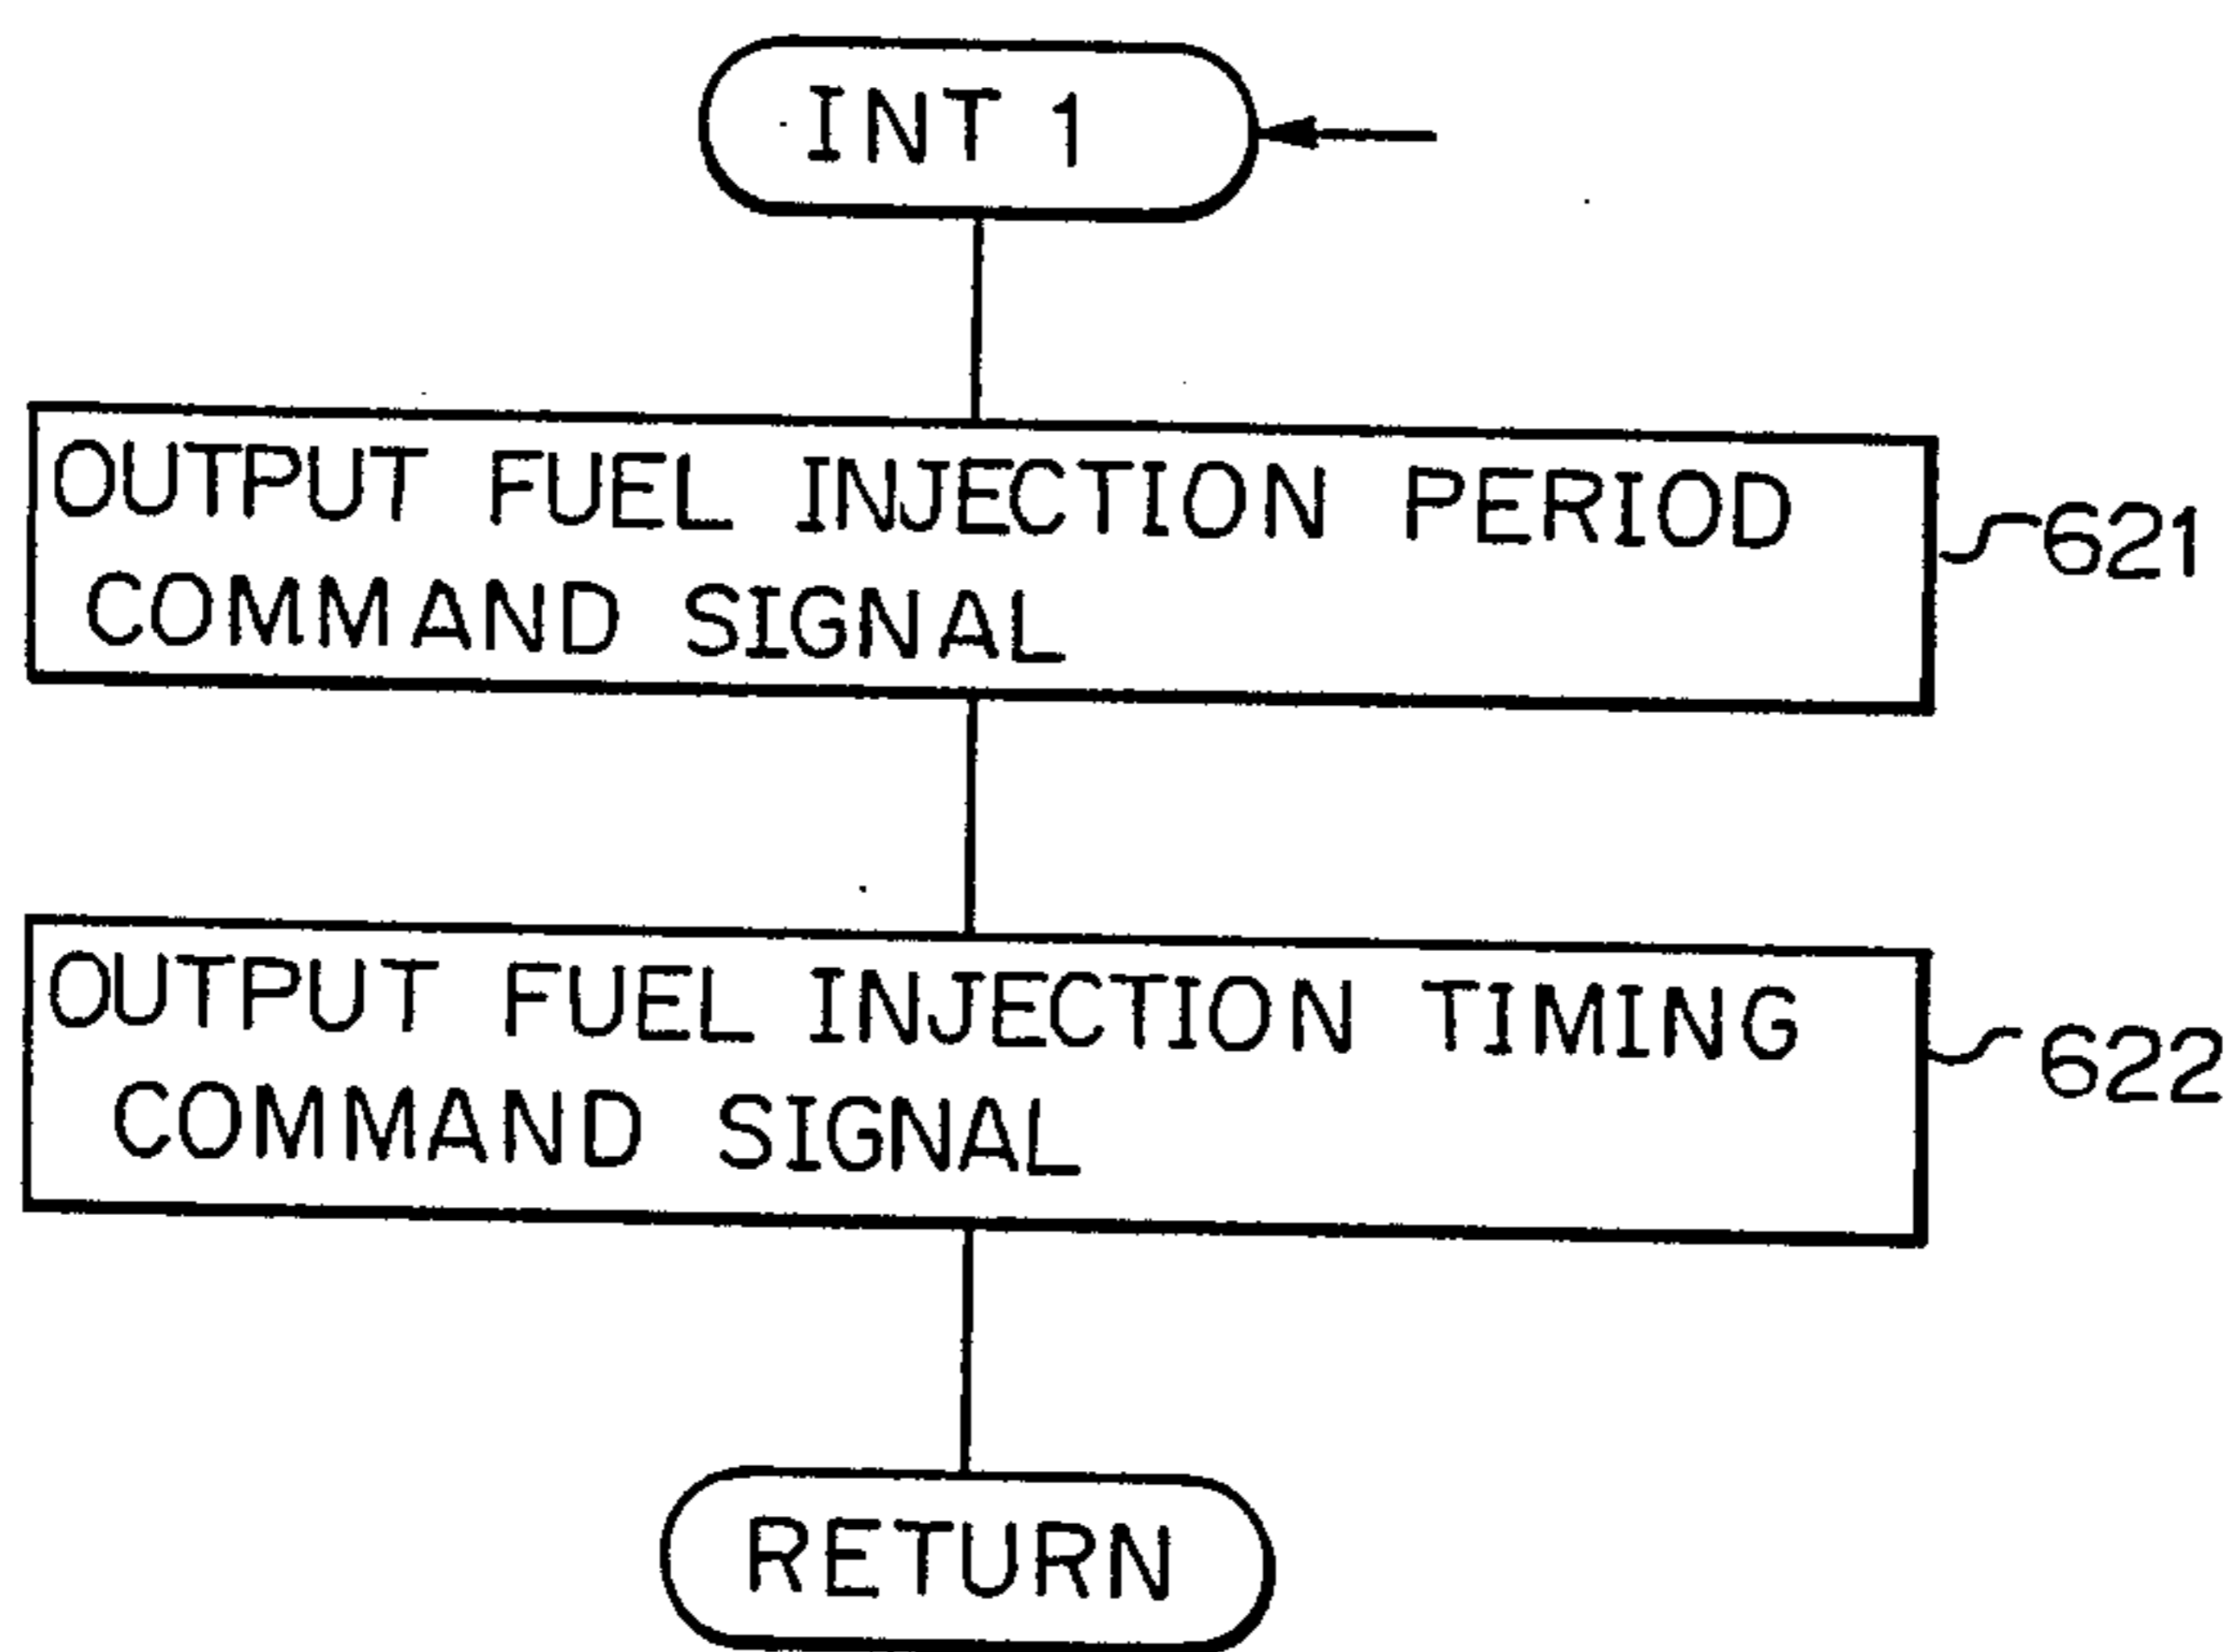 INT 1
OUTPUT FUEL INJECTION PERIOD
COMMAND SIGNAL
621
OUTPUT FUEL INJECTION TIMING
COMMAND SIGNAL
622
RETURN